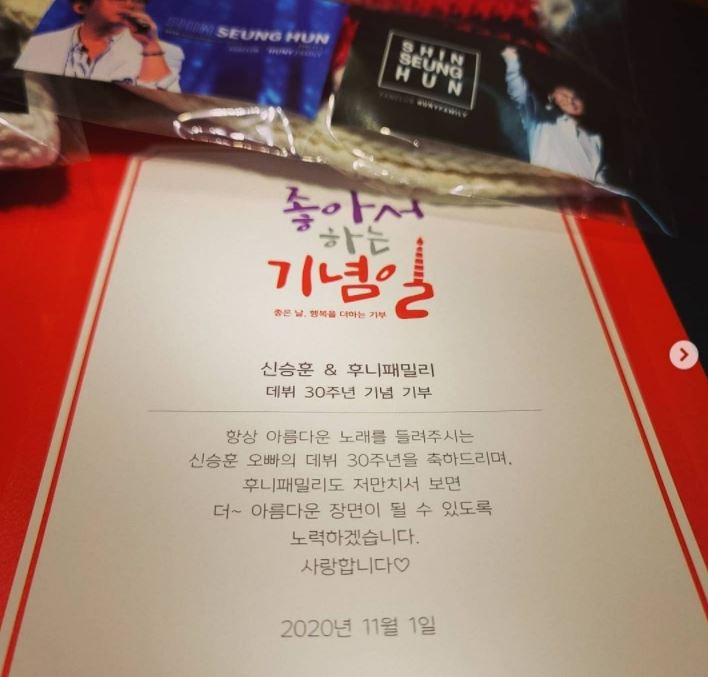 SHIN SEUNG HUN
HUNYFAMILY
SHIN
SEUNG
HUN
FANCLUB HUNYFAMILY
좋아서
하는
기념일
좋은 날, 행복을 더하는 기부
신승훈 & 후니패밀리
데뷔 30주년 기념 기부
항상 아름다운 노래를 들려주시는
신승훈 오빠의 데뷔 30주년을 축하드리며,
후니패밀리도 저만치서 보면
더~ 아름다운 장면이 될 수 있도록
노력하겠습니다.
사랑합니다♡
2020년 11월 1일